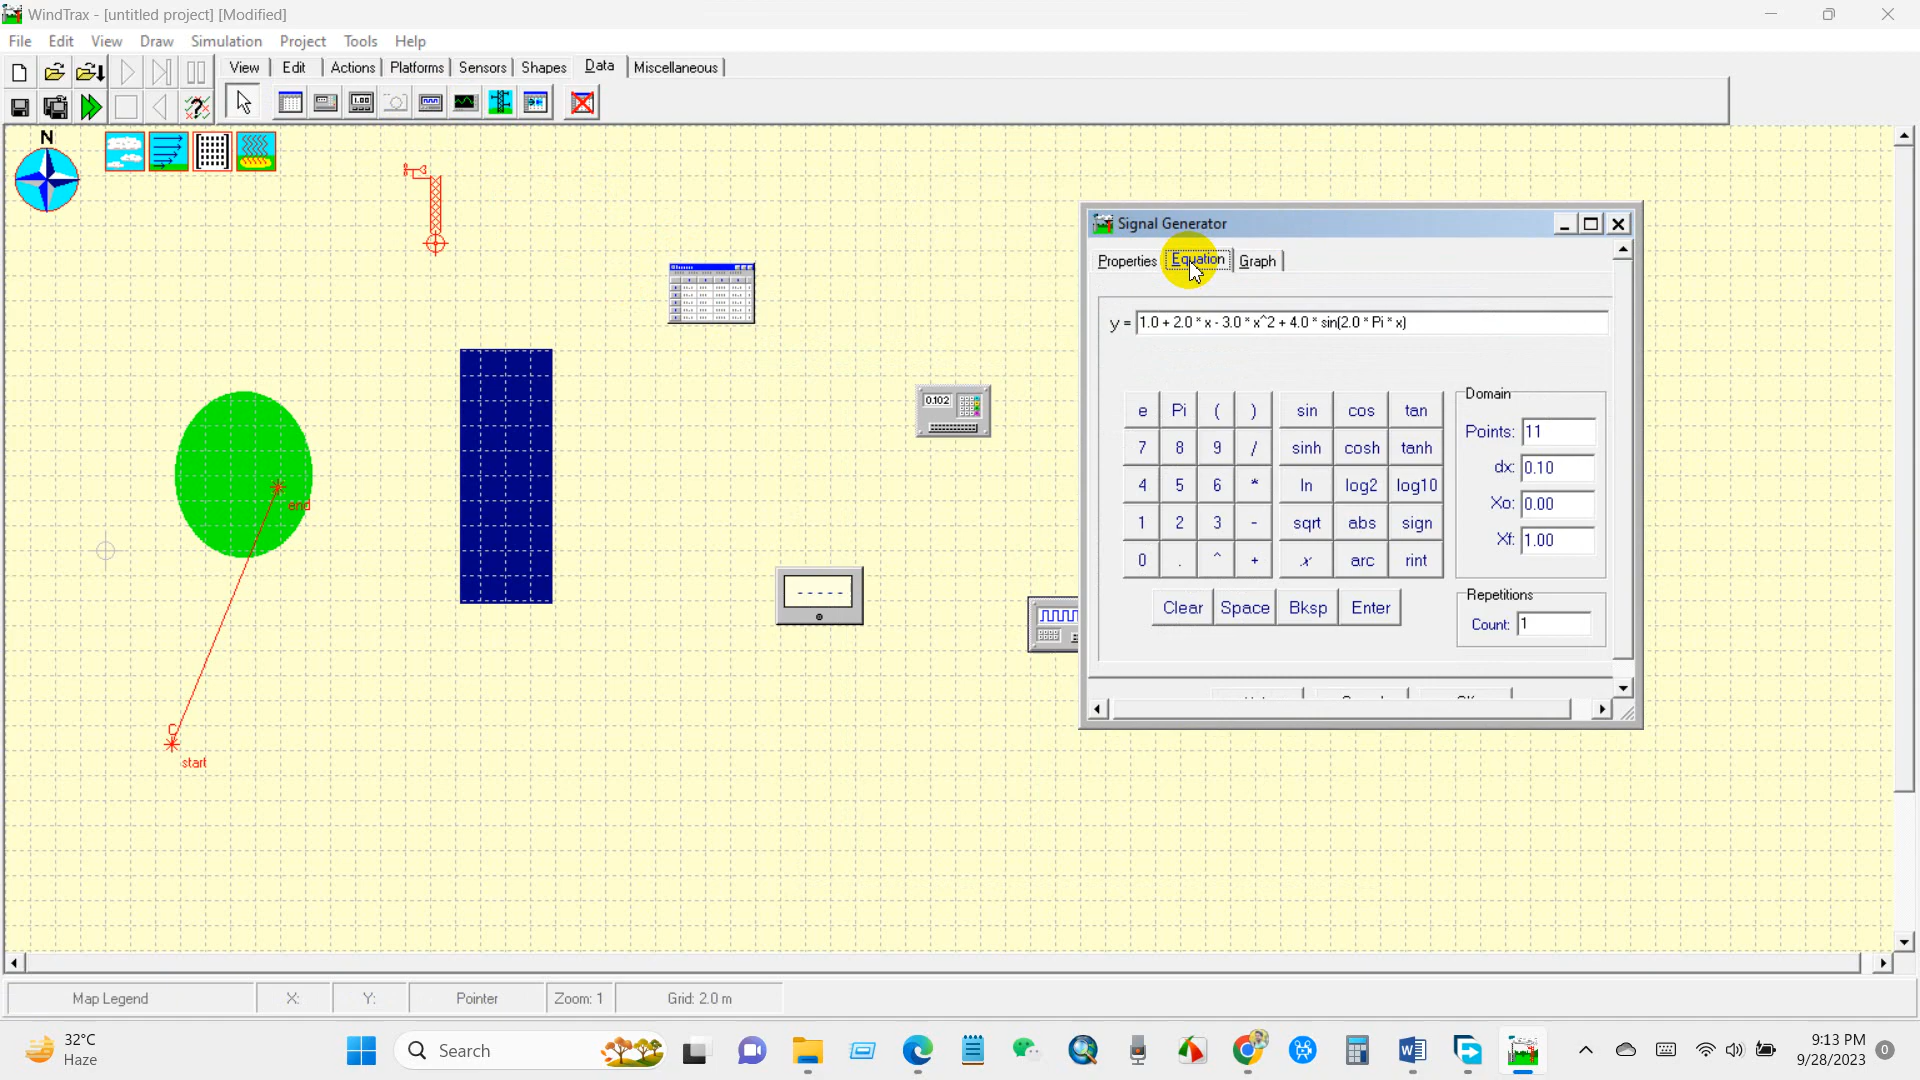 WindTrax - [untitled project] [Modified]
File Edit View Draw Simulation Project Tools Help
View Edit Actions Platforms Sensors Shapes Data Miscellaneous
N
Signal Generator
Properties Equation Graph
y = 1.0 + 2.0 * x - 3.0 * x^2 + 4.0 * sin(2.0 * Pi * x)
0.102
Domain
e Pi ( ) sin cos tan
Points: 11
7 8 9 / sinh cosh tanh
dx: 0.10
4 5 6 * ln log2 log10
Xo: 0.00
1 2 3 - sqrt abs sign
Xf: 1.00
0 . ^ + x arc rint
Repetitions
Clear Space Bksp Enter
Count: 1
end
-----
C
start
Map Legend X: Y: Pointer Zoom: 1 Grid: 2.0 m
32°C
Haze
Search
9:13 PM
9/28/2023
0